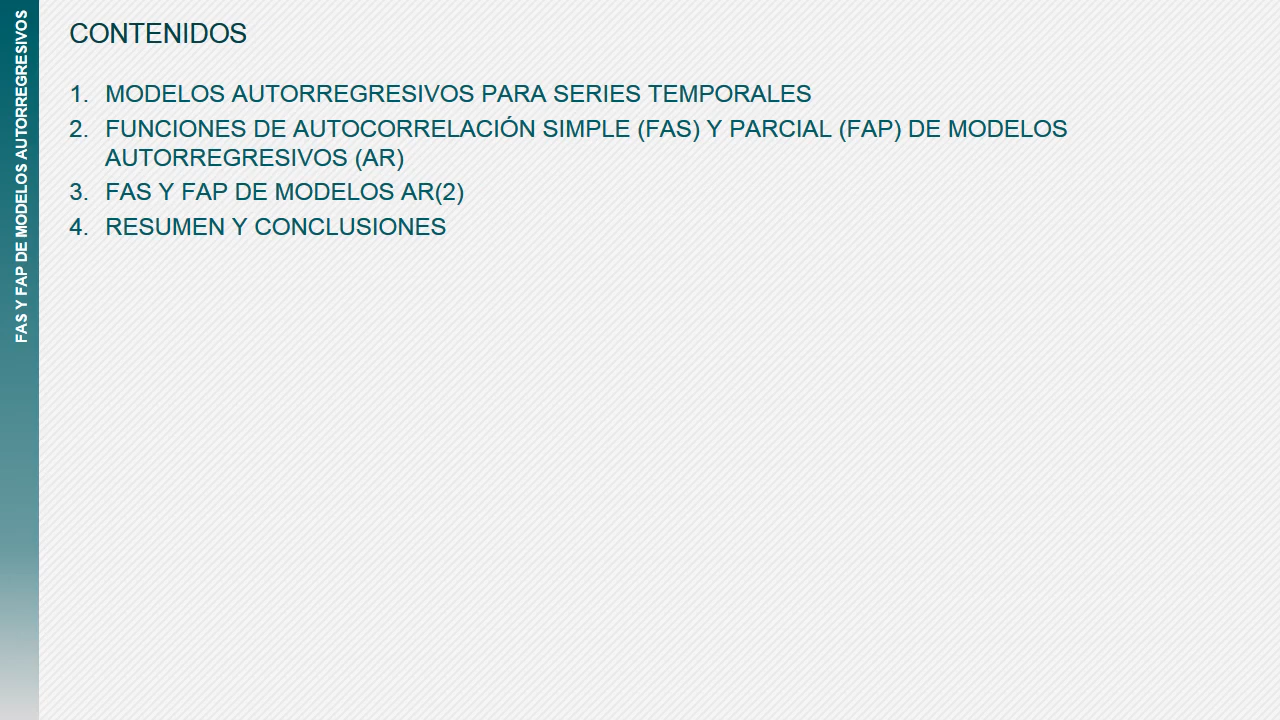 FAS Y FAP DE MODELOS AUTORREGRESIVOS
CONTENIDOS
1. MODELOS AUTORREGRESIVOS PARA SERIES TEMPORALES
2. FUNCIONES DE AUTOCORRELACIÓN SIMPLE (FAS) Y PARCIAL (FAP) DE MODELOS
AUTORREGRESIVOS (AR)
3. FAS Y FAP DE MODELOS AR(2)
4. RESUMEN Y CONCLUSIONES